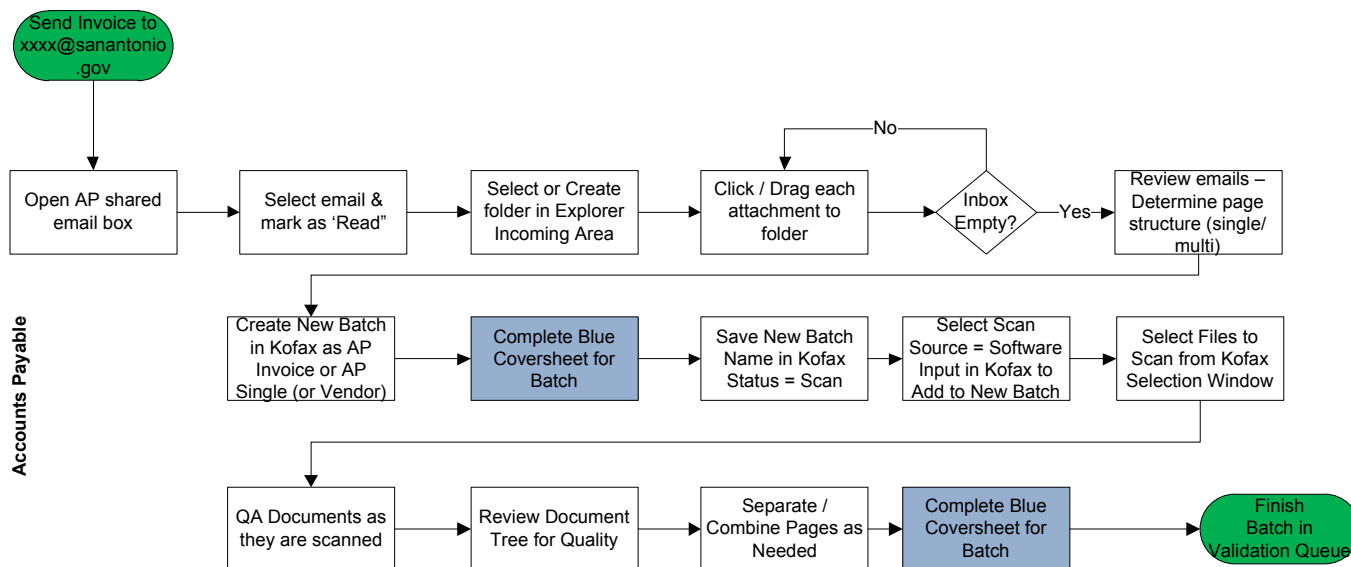 Send Invoice to
xxxx@sanantonio
.gov
No
Open AP shared
email box
Select email &
mark as ‘Read”
Select or Create
folder in Explorer
Incoming Area
Click / Drag each
attachment to
folder
Inbox
Empty?
Yes
Review emails –
Determine page
structure (single/
multi)
Accounts Payable
Create New Batch
in Kofax as AP
Invoice or AP
Single (or Vendor)
Complete Blue
Coversheet for
Batch
Save New Batch
Name in Kofax
Status = Scan
Select Scan
Source = Software
Input in Kofax to
Add to New Batch
Select Files to
Scan from Kofax
Selection Window
QA Documents as
they are scanned
Review Document
Tree for Quality
Separate /
Combine Pages as
Needed
Complete Blue
Coversheet for
Batch
Finish
Batch in
Validation Queue